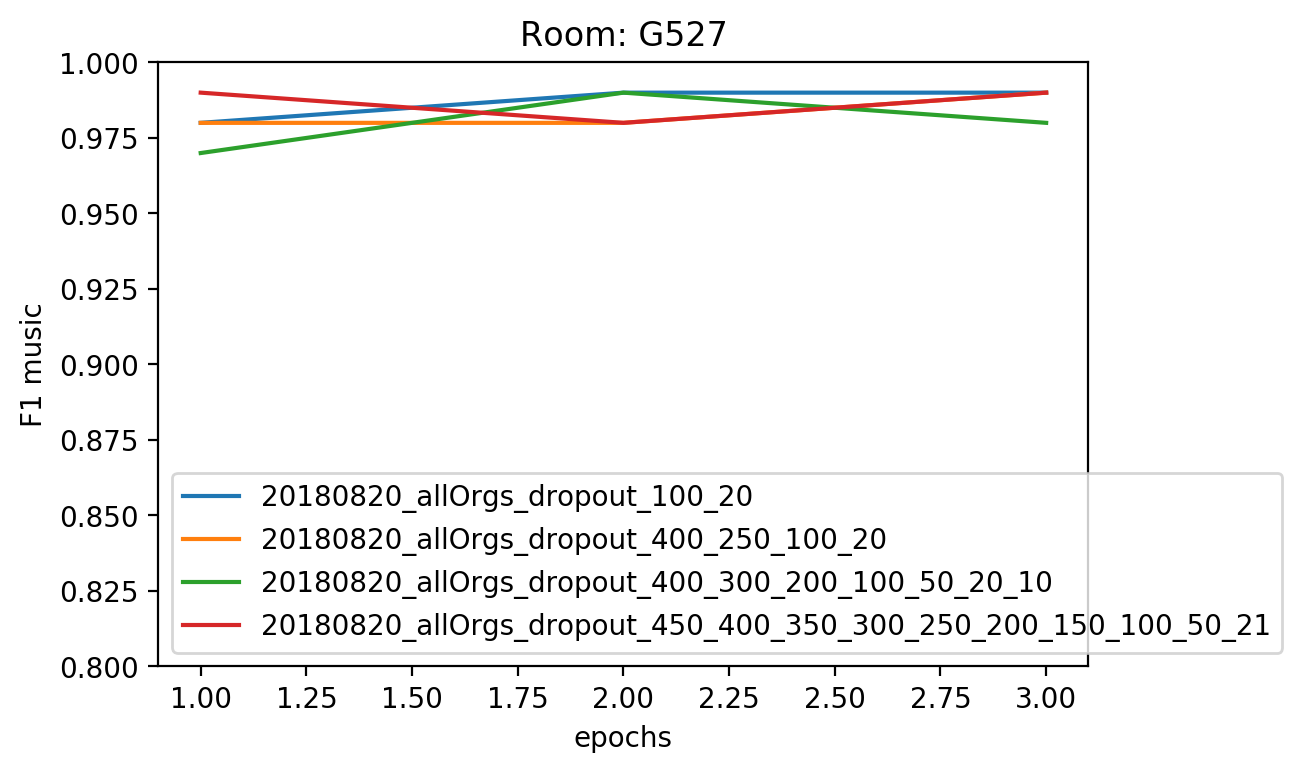 Room: G527
1.000
0.975
0.950
0.925
0.900
0.875
0.850
0.825
0.800
F1 music
20180820_allOrgs_dropout_100_20
20180820_allOrgs_dropout_400_250_100_20
20180820_allOrgs_dropout_400_300_200_100_50_20_10
20180820_allOrgs_dropout_450_400_350_300_250_200_150_100_50_21
1.00 1.25 1.50 1.75 2.00 2.25 2.50 2.75 3.00
epochs